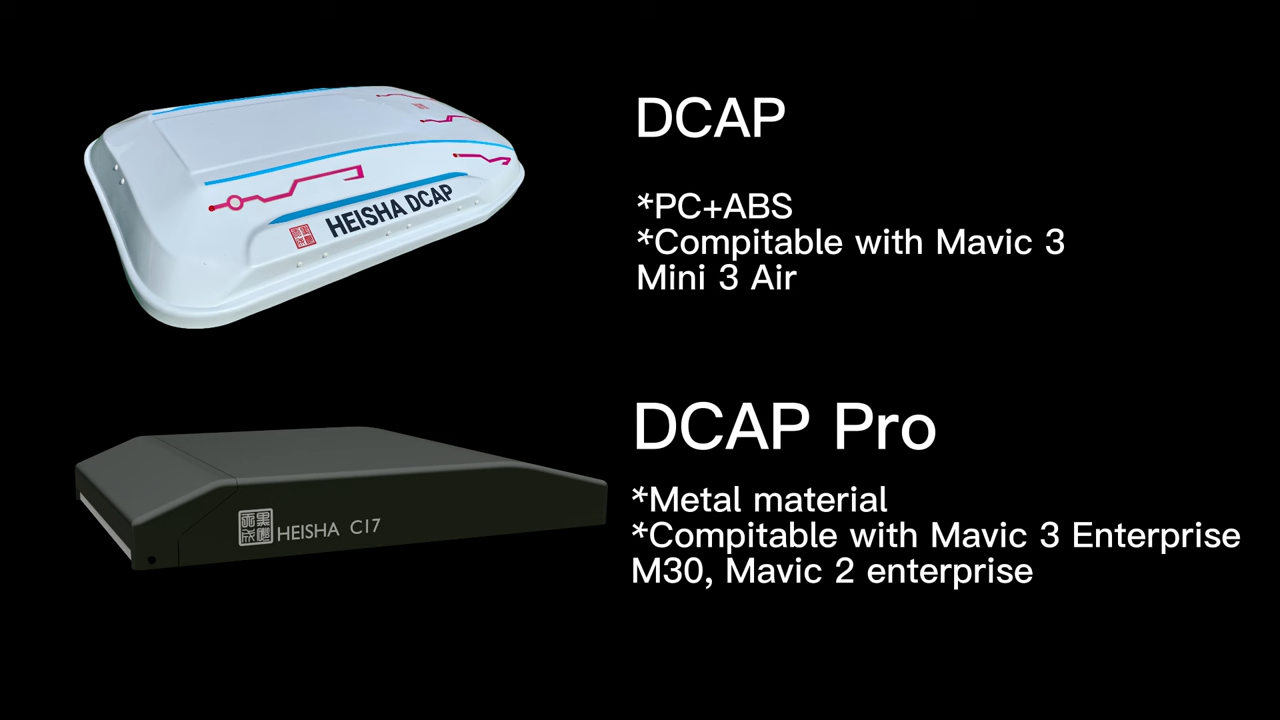 HEISHA DCAP
DCAP
*PC+ABS
*Compitable with Mavic 3
Mini 3 Air
HEISHA C17
DCAP Pro
*Metal material
*Compitable with Mavic 3 Enterprise
M30, Mavic 2 enterprise